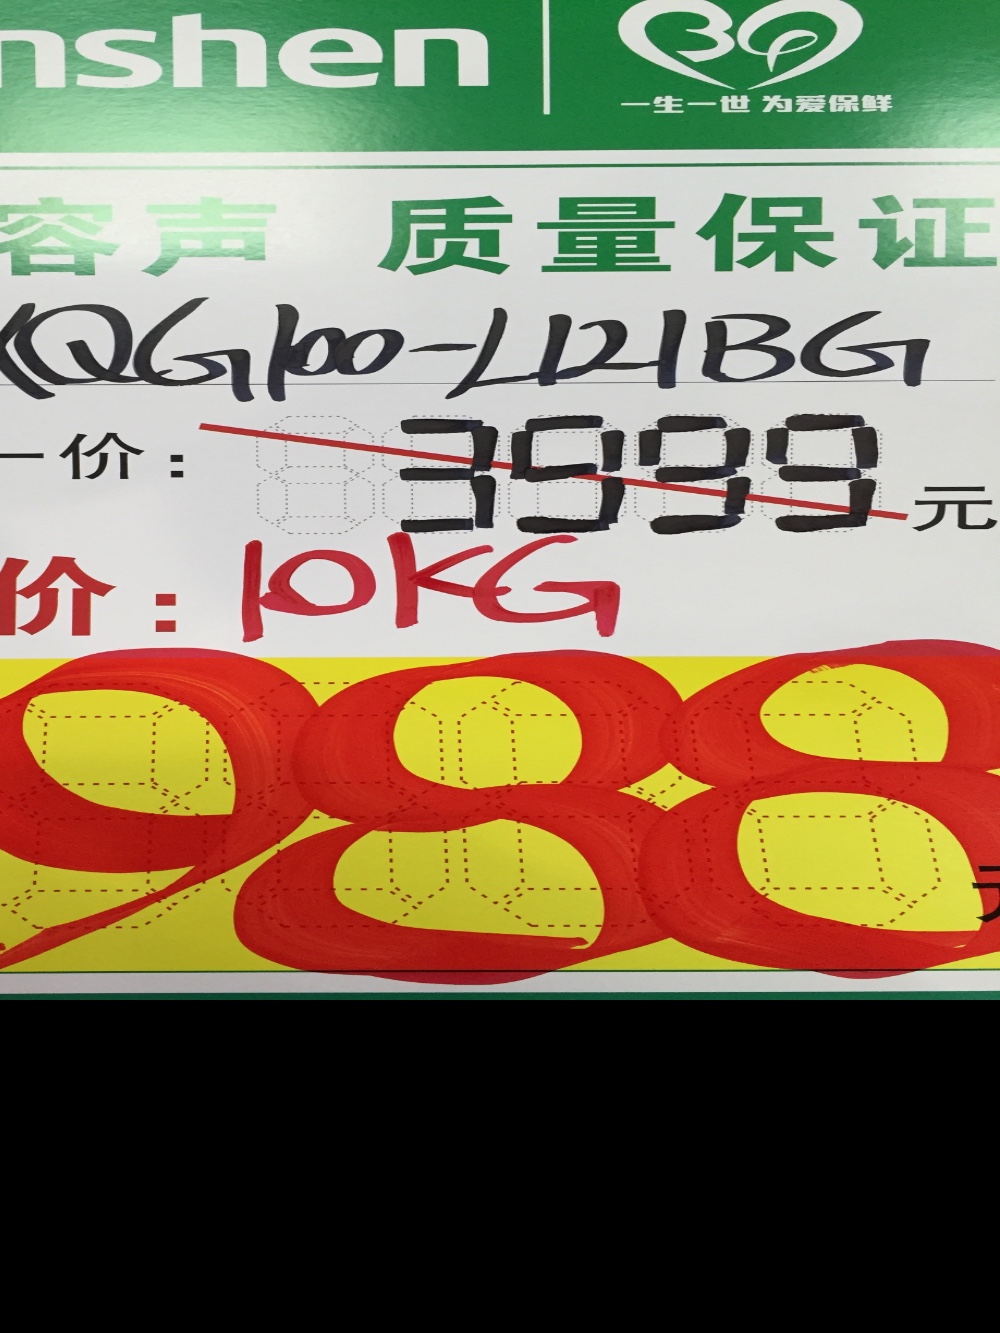 nshen
一生一世 为爱保鲜
容声 质量保证
XQG100-L121BG
一价: 3999元
价: 10KG
988